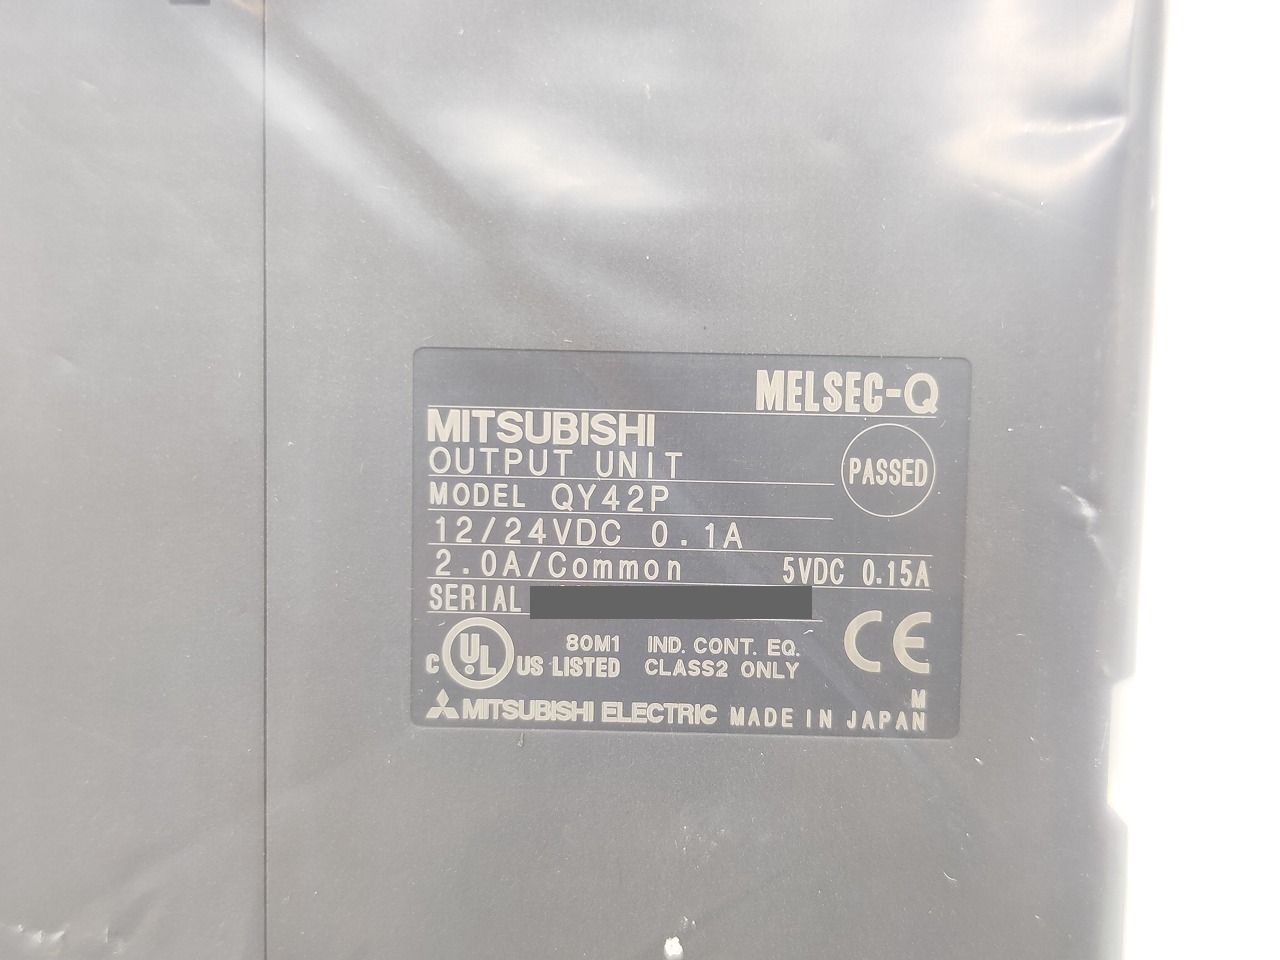 MELSEC-Q
MITSUBISHI
OUTPUT UNIT
PASSED
MODEL QY42P
12/24VDC 0.1A
2.0A/Common 5VDC 0.15A
SERIAL
C UL US LISTED 80M1 IND. CONT. EQ.
CLASS2 ONLY
CE
M
MITSUBISHI ELECTRIC MADE IN JAPAN